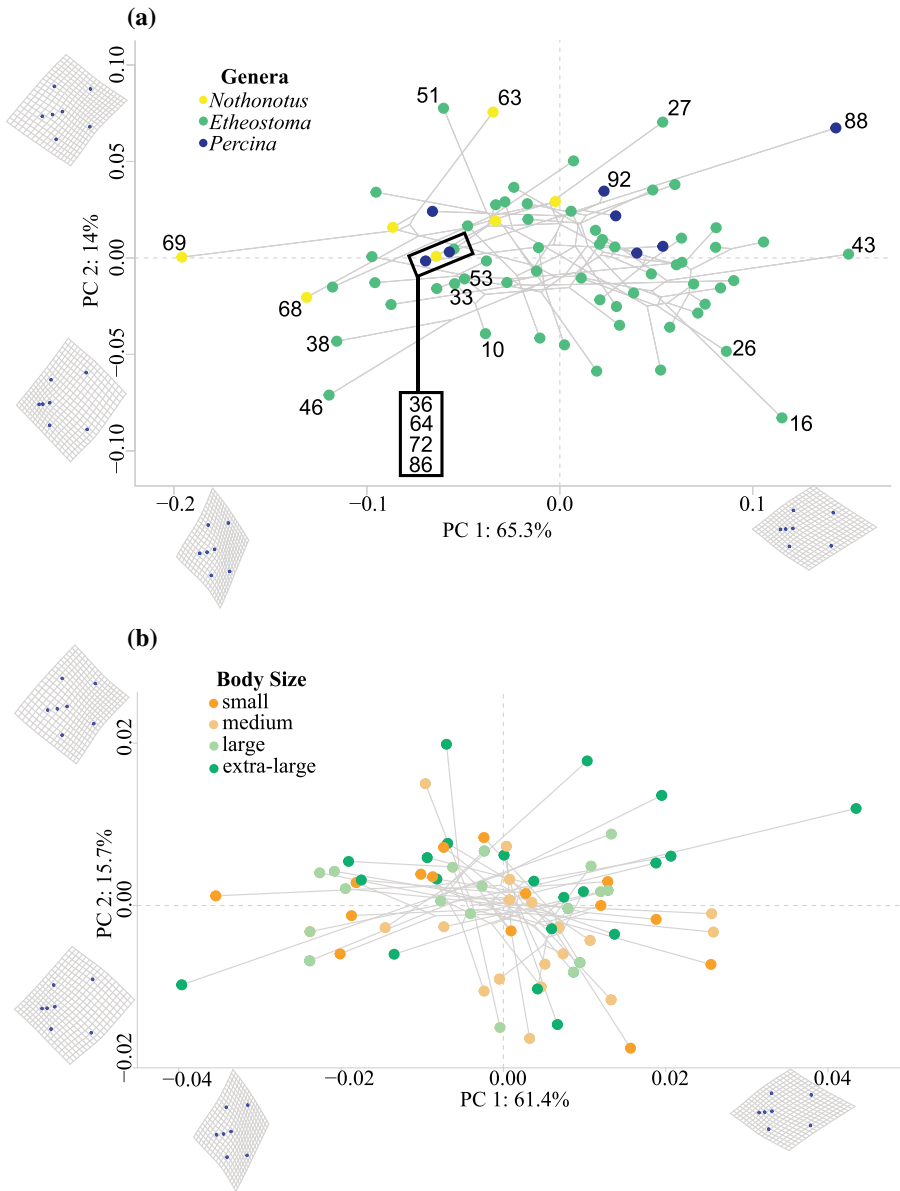 (a)
Genera
Nothonotus
Etheostoma
Percina
51
63
27
88
92
69
43
53
68
33
38
10
26
46
16
36
64
72
86
0.10
0.05
0.00
−0.05
−0.10
PC 2: 14%
−0.2
−0.1
0.0
0.1
PC 1: 65.3%
(b)
Body Size
small
medium
large
extra-large
0.02
0.00
−0.02
PC 2: 15.7%
−0.04
−0.02
0.00
0.02
0.04
PC 1: 61.4%